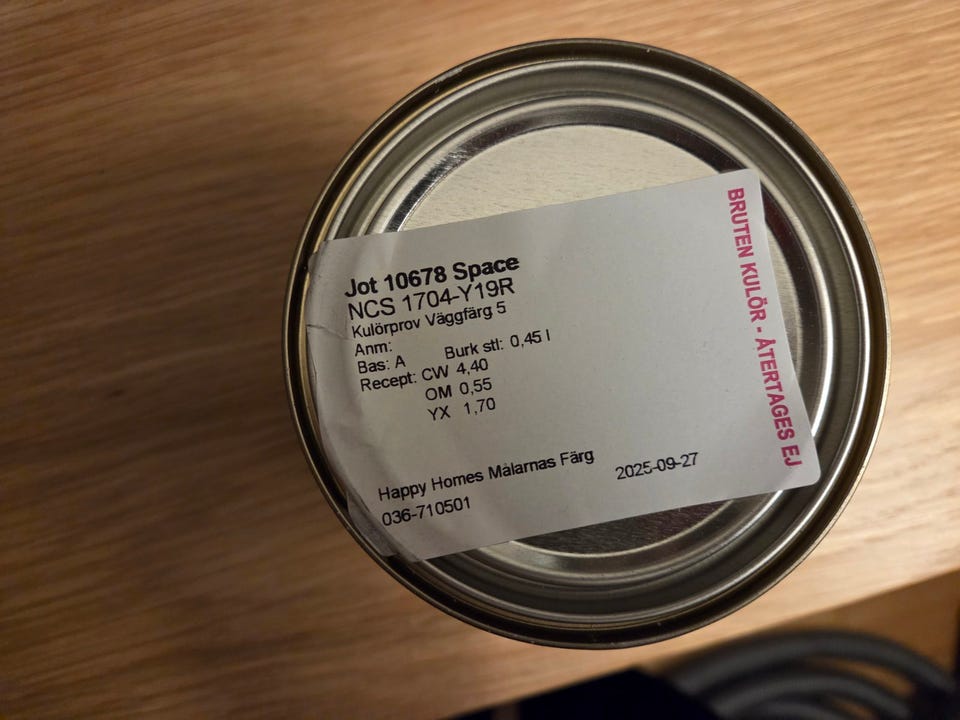 Jot 10678 Space
NCS 1704-Y19R
Kulörprov Väggfärg 5
Anm:
Bas: A Burk stl: 0,45 l
Recept: CW 4,40
OM 0,55
YX 1,70
Happy Homes Målarnas Färg
036-710501 2025-09-27
BRUTEN KULÖR - ÅTERTAGES EJ